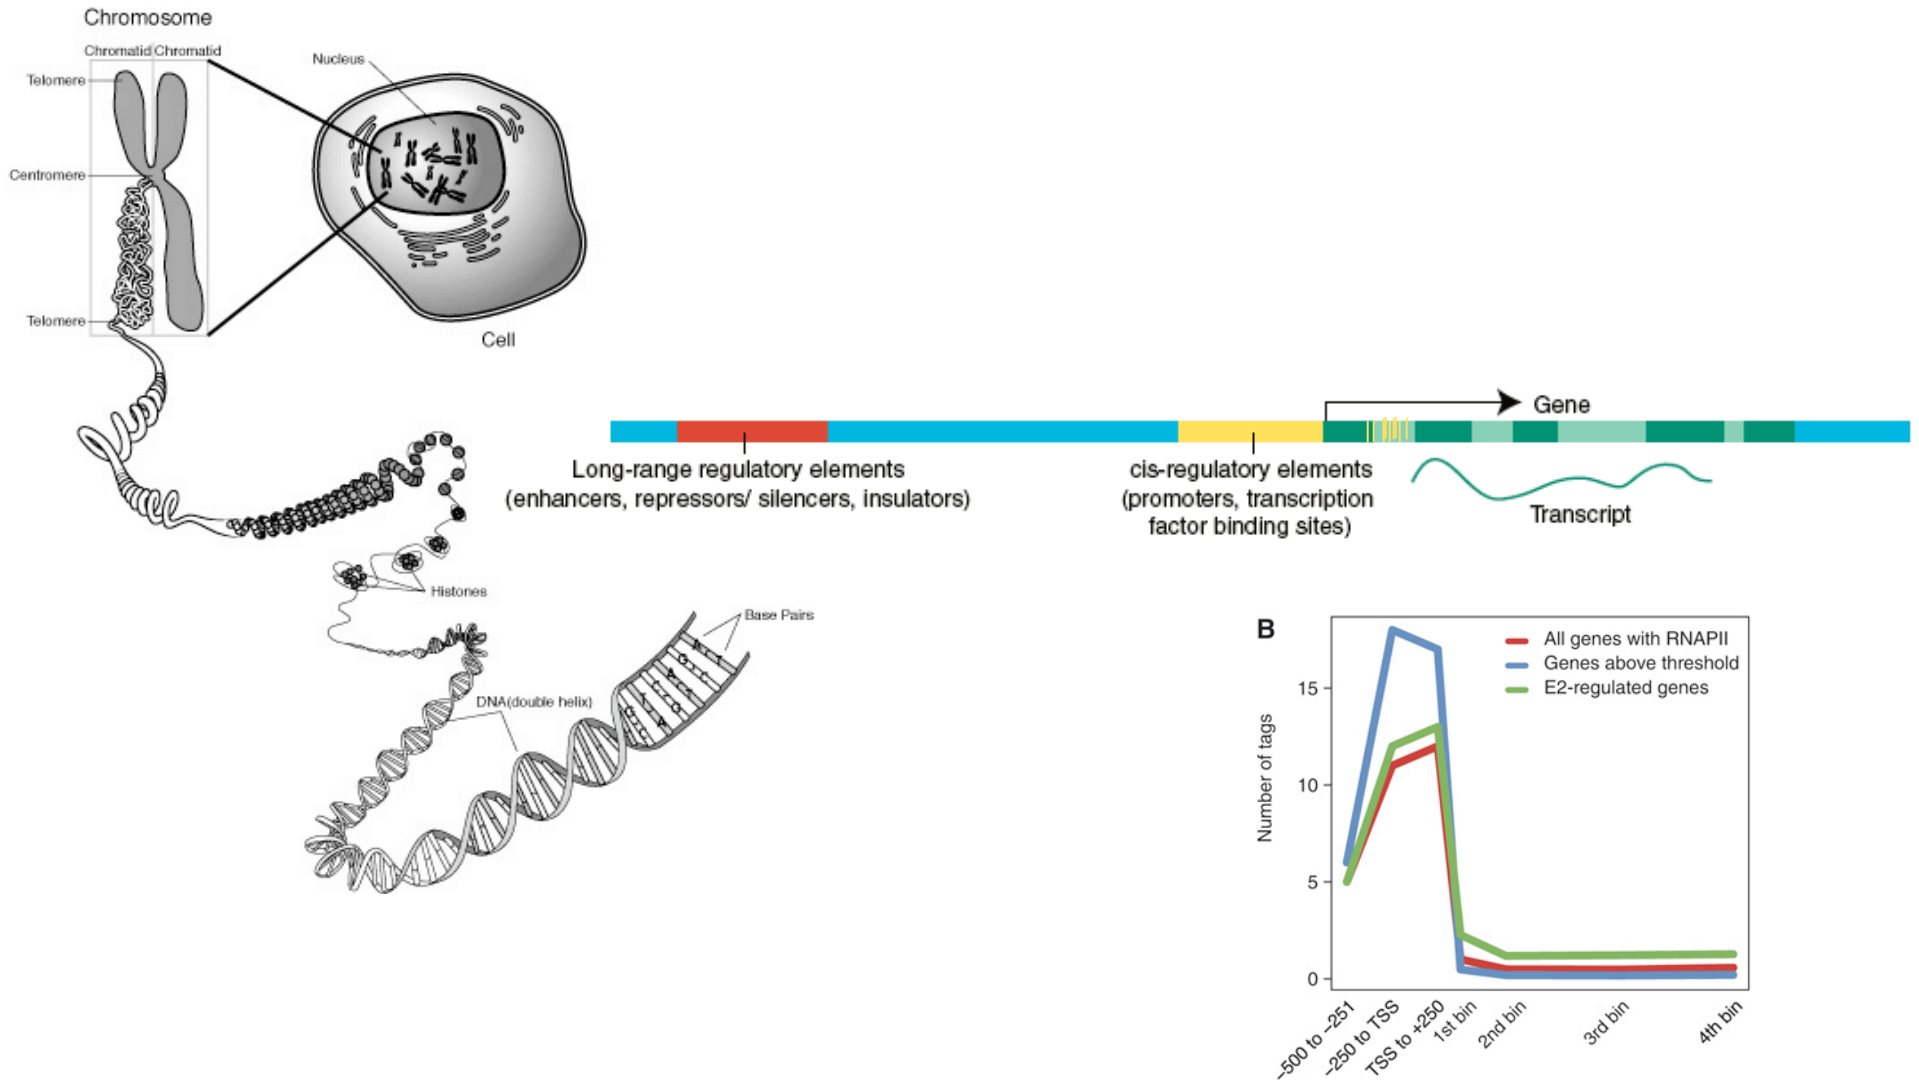 Chromosome
Chromatid Chromatid
Telomere
Centromere
Telomere
Nucleus
Cell
Histones
DNA(double helix)
Base Pairs
Gene
Long-range regulatory elements
(enhancers, repressors/ silencers, insulators)
cis-regulatory elements
(promoters, transcription
factor binding sites)
Transcript
B
All genes with RNAPII
Genes above threshold
E2-regulated genes
Number of tags
15
10
5
0
–500 to –251
–250 to TSS
TSS to +250
1st bin
2nd bin
3rd bin
4th bin